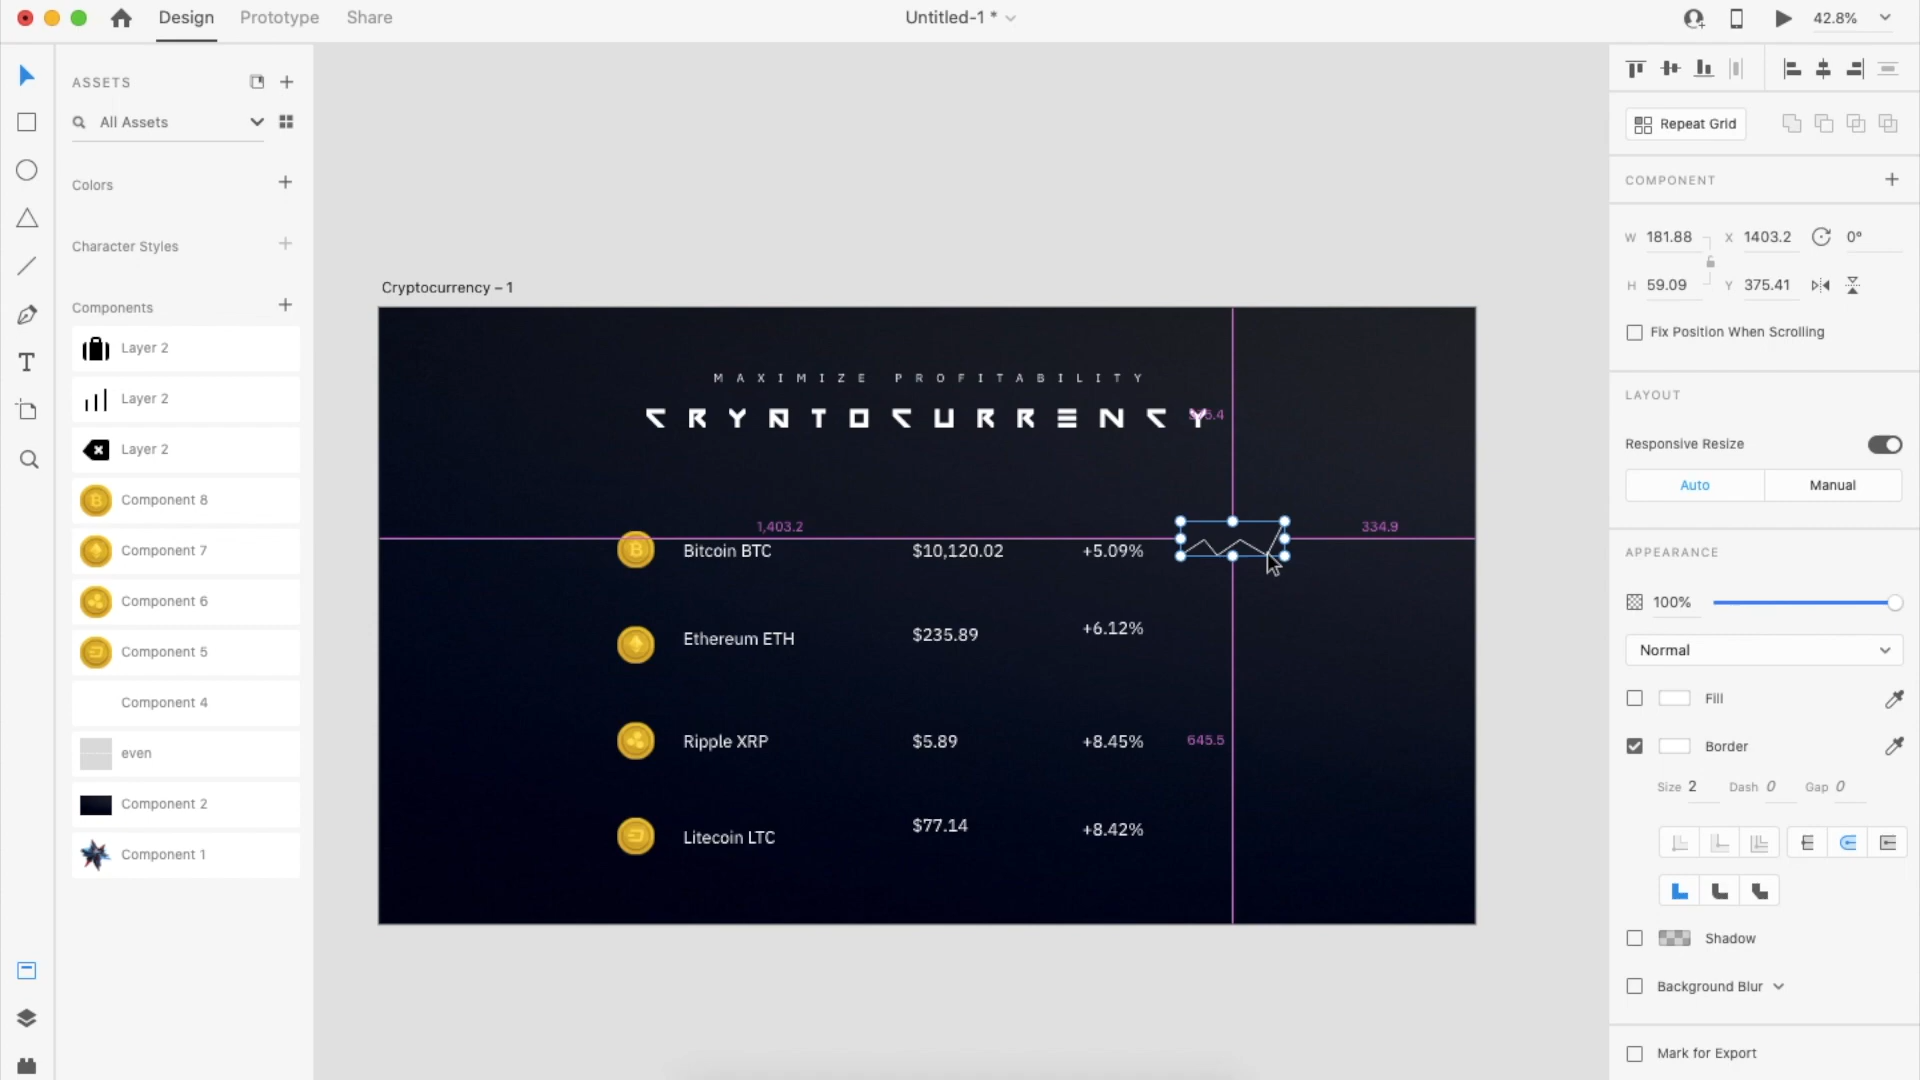 Design
Prototype
Share
Untitled-1 *
42.8%
ASSETS
All Assets
Colors
Character Styles
Components
Layer 2
Layer 2
Layer 2
Component 8
Component 7
Component 6
Component 5
Component 4
even
Component 2
Component 1
Cryptocurrency – 1
MAXIMIZE PROFITABILITY
CRYPTOCURRENCY
1,403.2
334.9
Bitcoin BTC
$10,120.02
+5.09%
Ethereum ETH
$235.89
+6.12%
Ripple XRP
$5.89
+8.45%
645.5
Litecoin LTC
$77.14
+8.42%
Repeat Grid
COMPONENT
W 181.88 X 1403.2 0°
H 59.09 Y 375.41
Fix Position When Scrolling
LAYOUT
Responsive Resize
Auto
Manual
APPEARANCE
100%
Normal
Fill
Border
Size 2 Dash 0 Gap 0
Shadow
Background Blur
Mark for Export